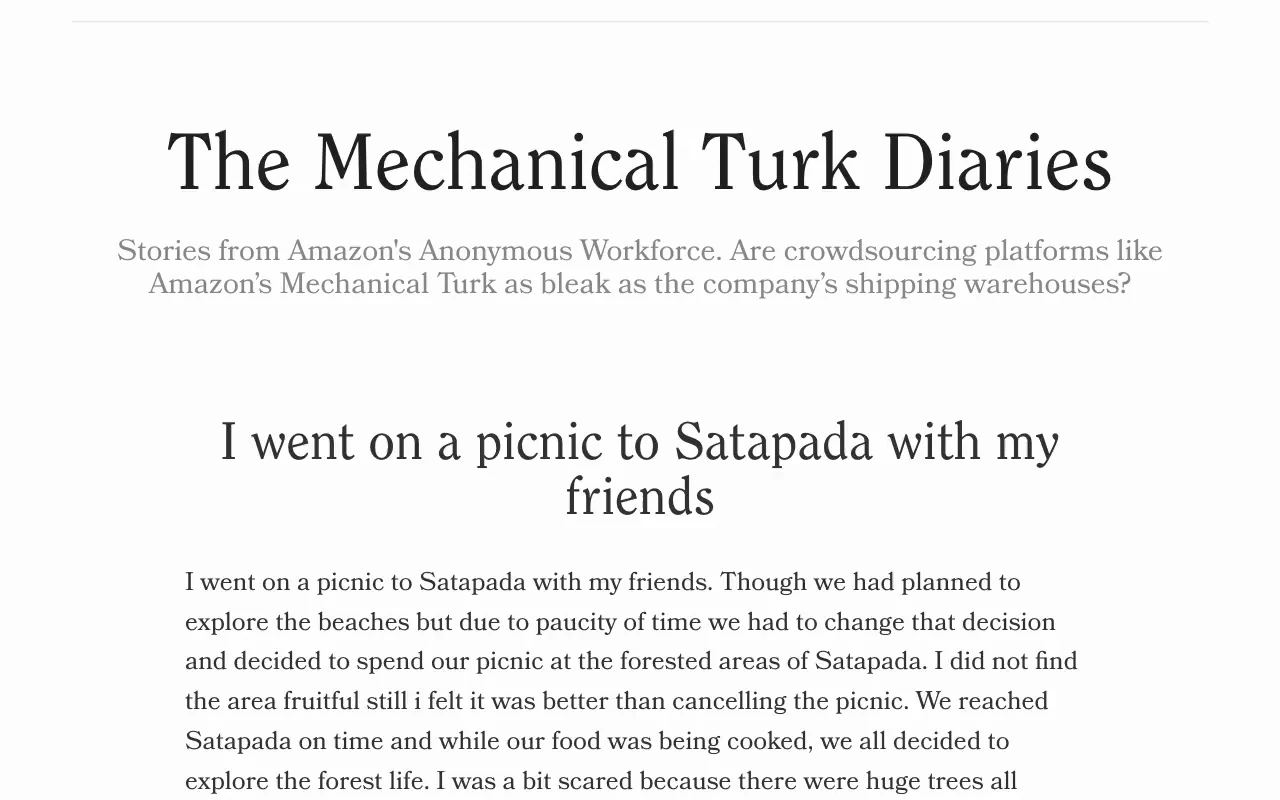 The Mechanical Turk Diaries
Stories from Amazon's Anonymous Workforce. Are crowdsourcing platforms like
Amazon’s Mechanical Turk as bleak as the company’s shipping warehouses?
I went on a picnic to Satapada with my
friends
I went on a picnic to Satapada with my friends. Though we had planned to
explore the beaches but due to paucity of time we had to change that decision
and decided to spend our picnic at the forested areas of Satapada. I did not find
the area fruitful still i felt it was better than cancelling the picnic. We reached
Satapada on time and while our food was being cooked, we all decided to
explore the forest life. I was a bit scared because there were huge trees all